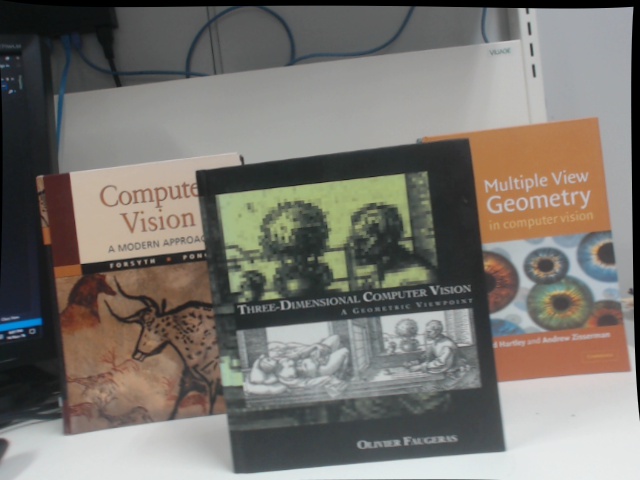 Compute
Vision
A MODERN APPROAC
FORSYTH • PON
THREE-DIMENSIONAL COMPUTER VISION
A GEOMETRIC VIEWPOINT
OLIVIER FAUGERAS
Multiple View
Geometry
in computer vision
d Hartley and Andrew Zisserman